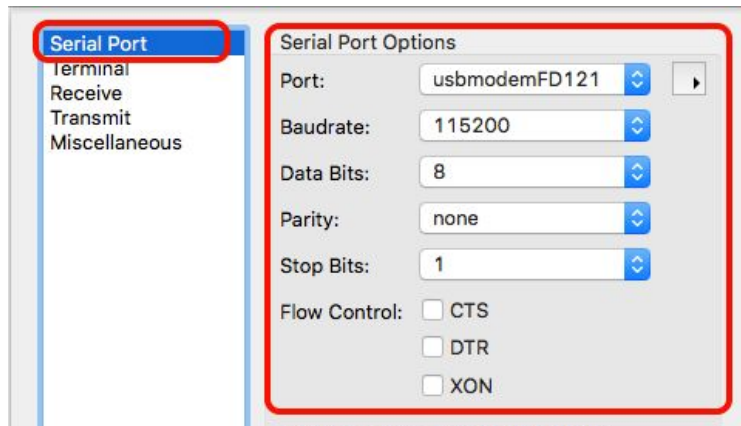 Serial Port
Terminal
Receive
Transmit
Miscellaneous
Serial Port Options
Port: usbmodemFD121
Baudrate: 115200
Data Bits: 8
Parity: none
Stop Bits: 1
Flow Control: CTS
DTR
XON